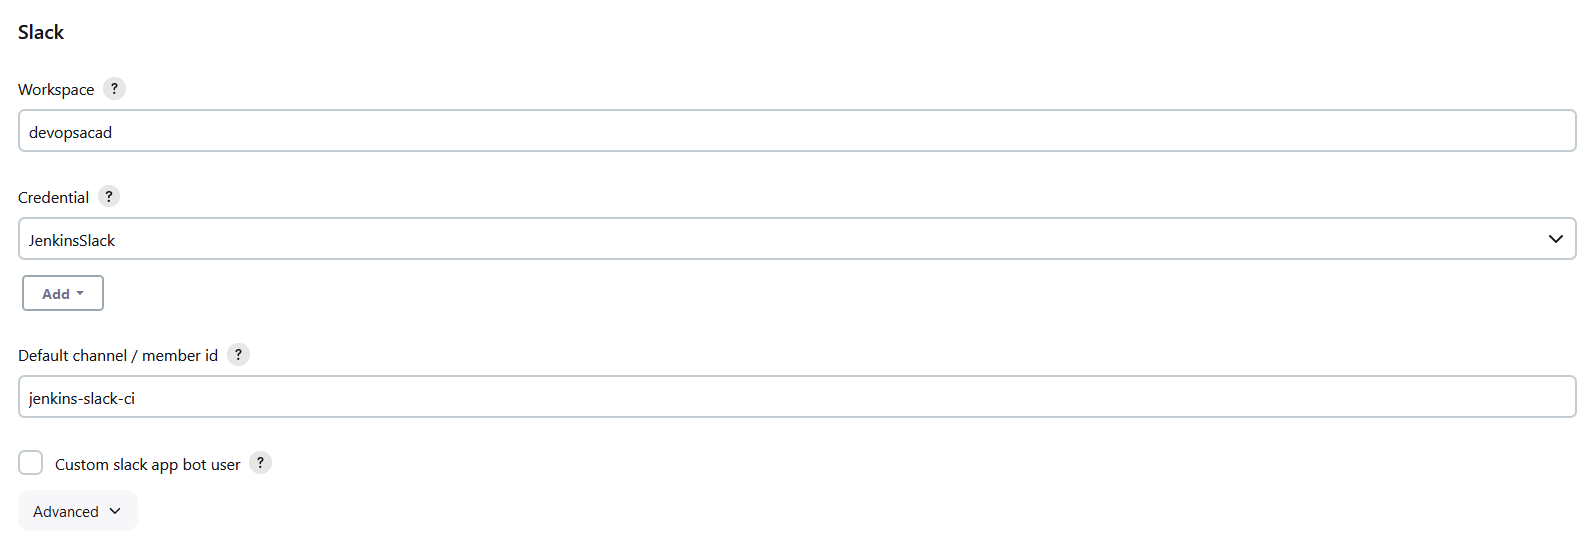 Slack
Workspace ?
devopsacad
Credential ?
JenkinsSlack
Add
Default channel / member id ?
jenkins-slack-ci
Custom slack app bot user ?
Advanced